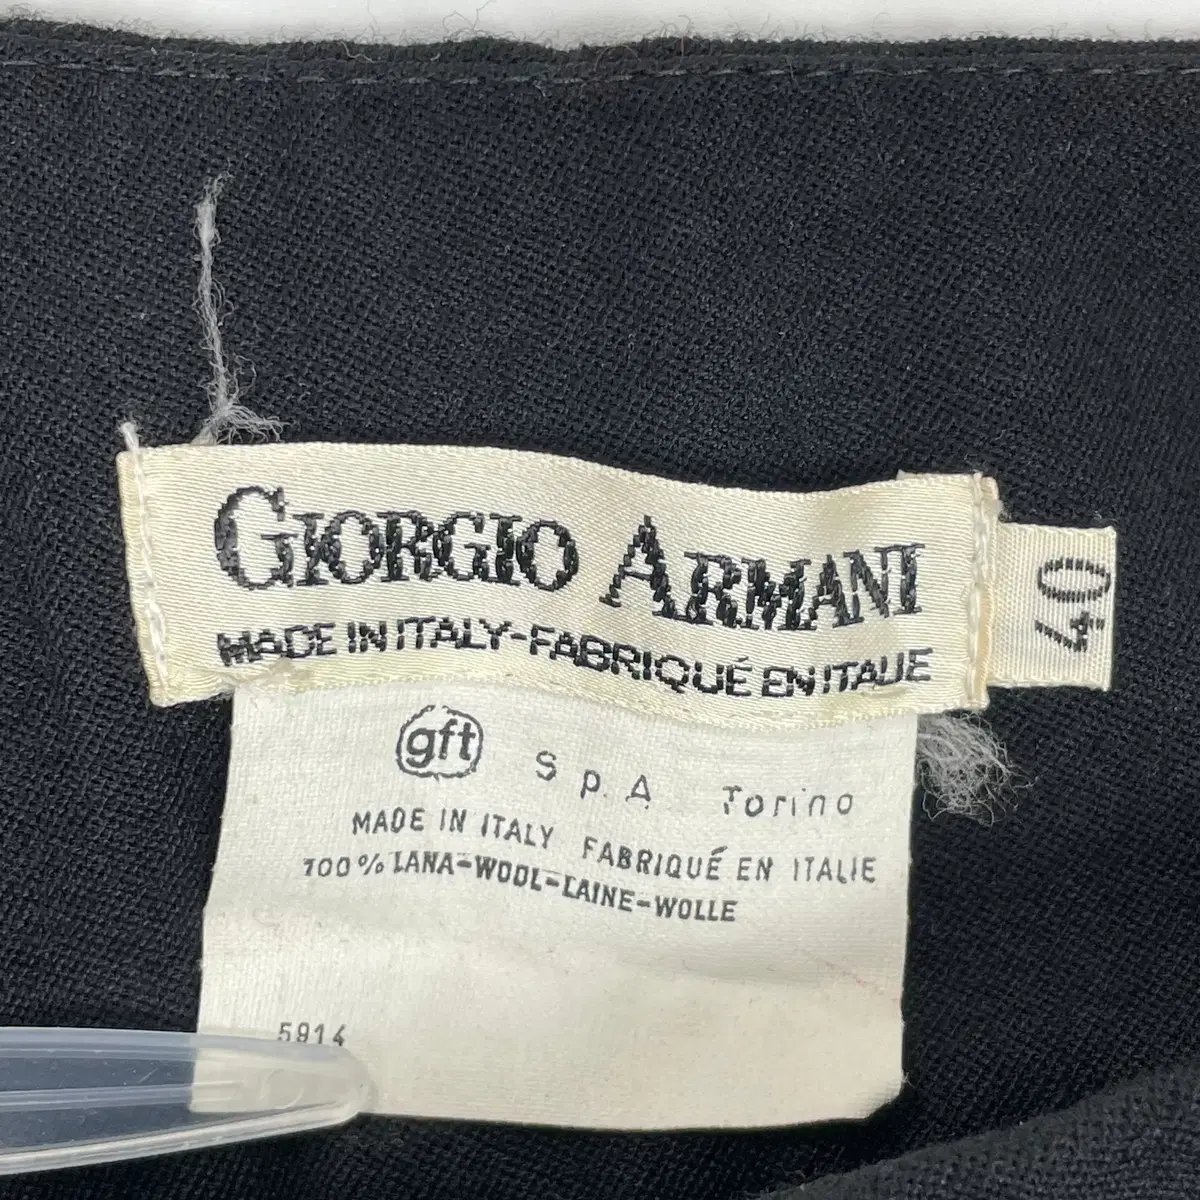 GIORGIO ARMANI
MADE IN ITALY-FABRIQUÉ EN ITALIE
40
gft S p. A. Torino
MADE IN ITALY FABRIQUÉ EN ITALIE
100% LANA-WOOL-LAINE-WOLLE
5914